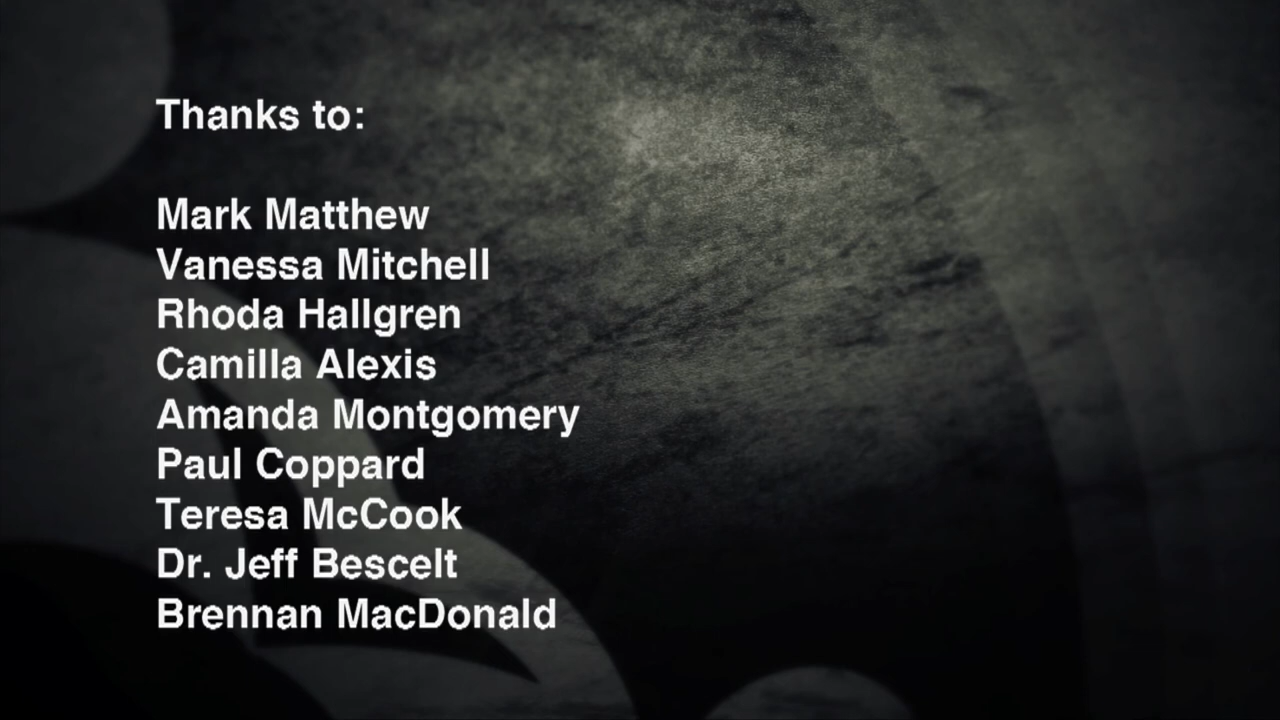 Thanks to:
Mark Matthew
Vanessa Mitchell
Rhoda Hallgren
Camilla Alexis
Amanda Montgomery
Paul Coppard
Teresa McCook
Dr. Jeff Bescelt
Brennan MacDonald